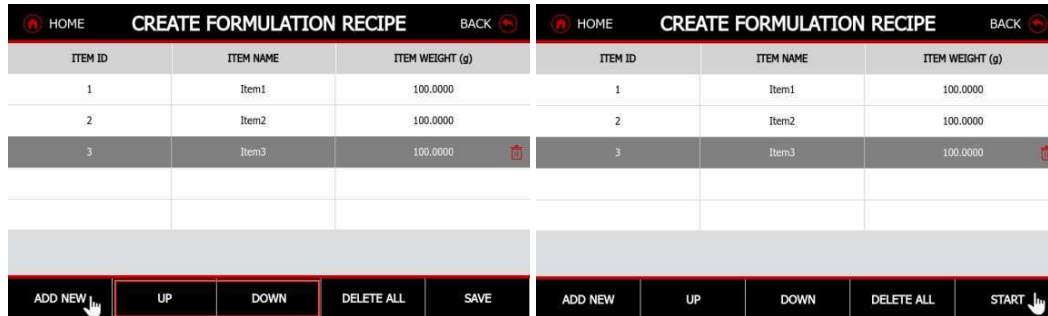 HOME CREATE FORMULATION RECIPE BACK
ITEM ID ITEM NAME ITEM WEIGHT (g)
1 Item1 100.0000
2 Item2 100.0000
3 Item3 100.0000
ADD NEW UP DOWN DELETE ALL SAVE
HOME CREATE FORMULATION RECIPE BACK
ITEM ID ITEM NAME ITEM WEIGHT (g)
1 Item1 100.0000
2 Item2 100.0000
3 Item3 100.0000
ADD NEW UP DOWN DELETE ALL START